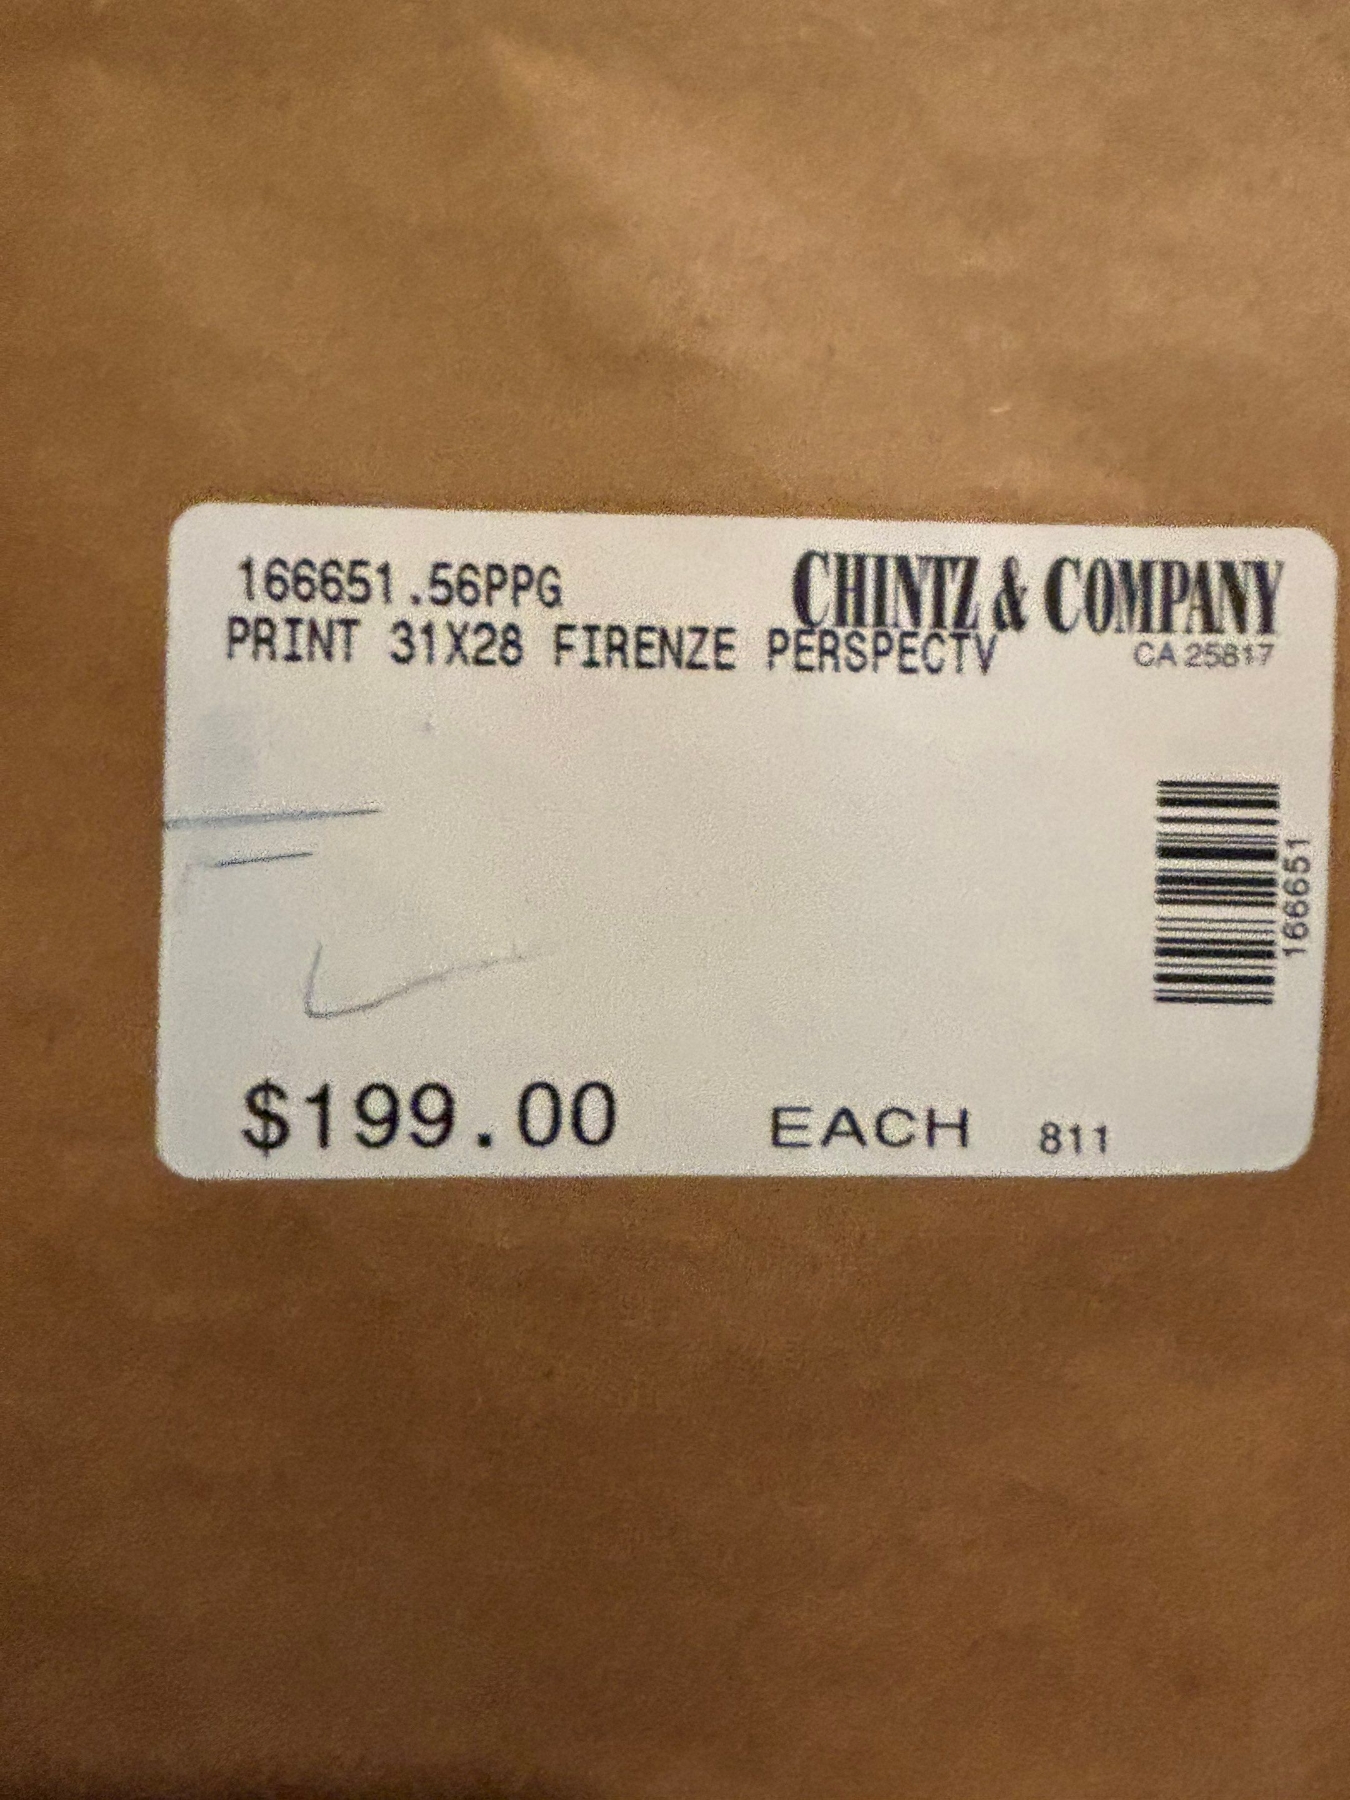 166651.56PPG
CHINTZ & COMPANY
PRINT 31X28 FIRENZE PERSPECTV
CA 25817
166651
$199.00 EACH 811